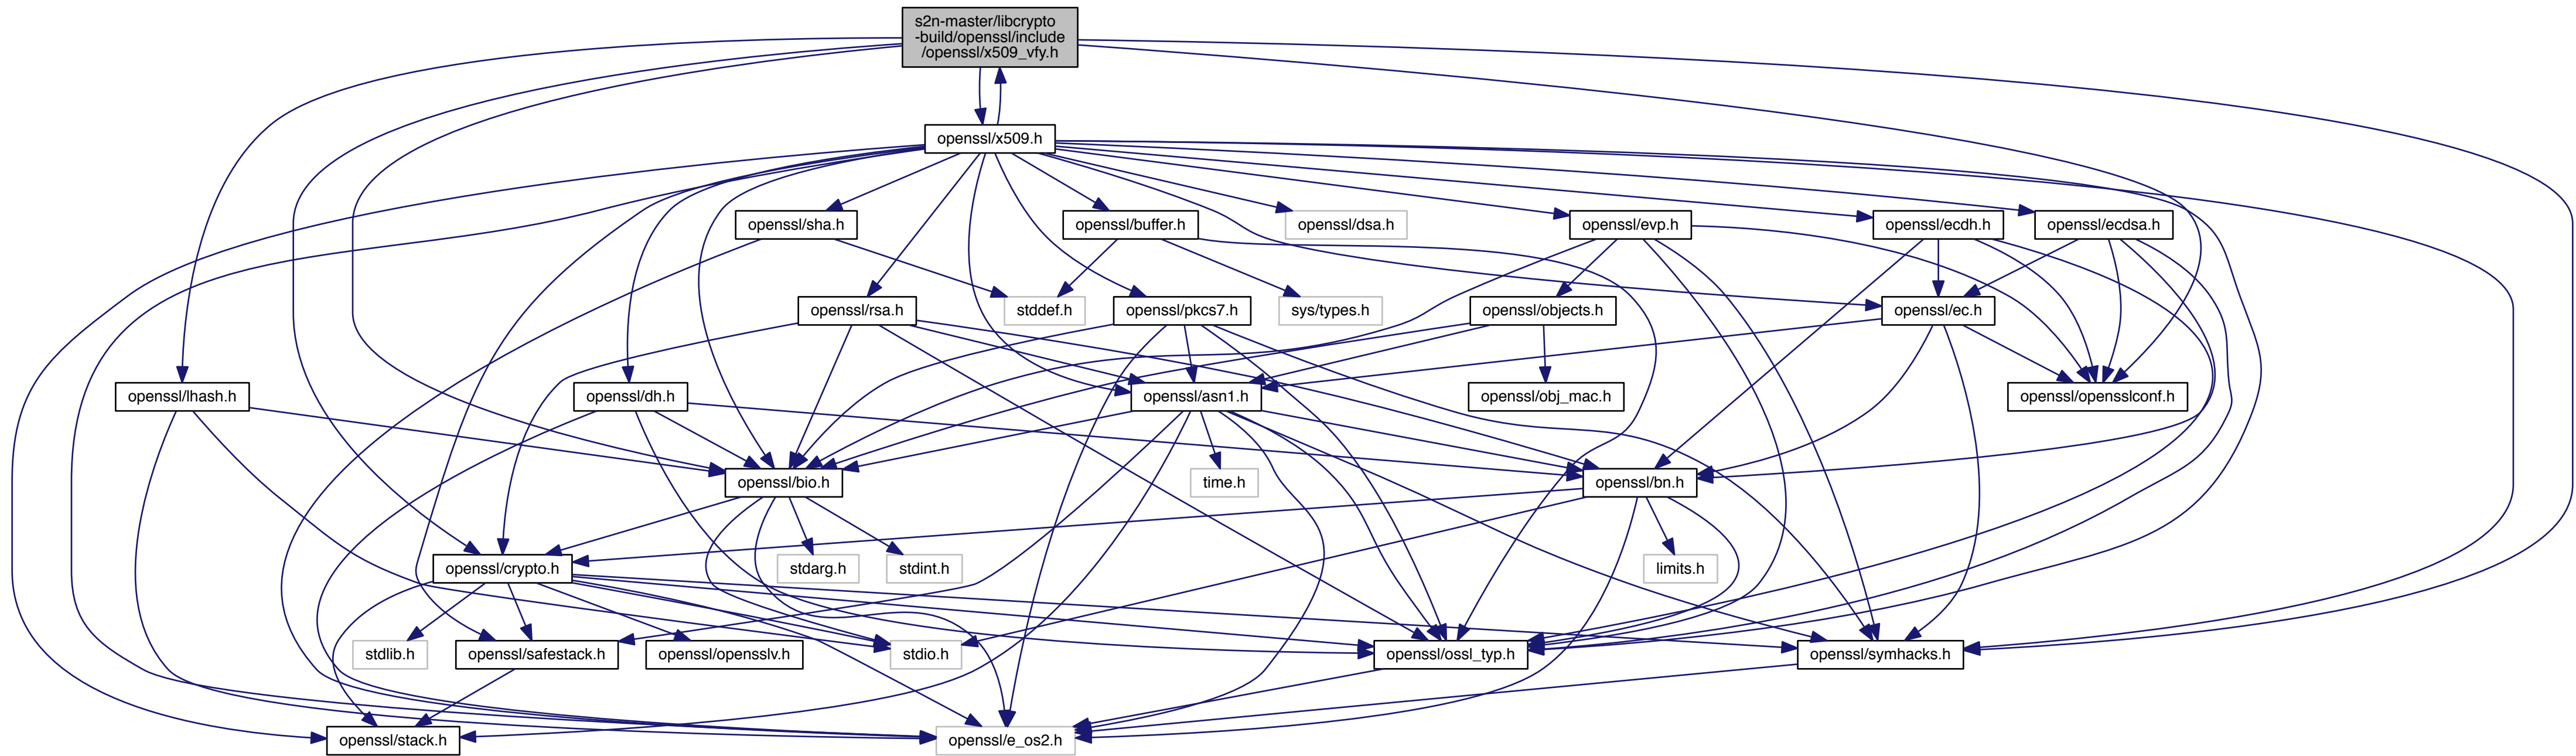 s2n-master/libcrypto
-build/openssl/include
/openssl/x509_vfy.h
openssl/x509.h
openssl/sha.h
openssl/buffer.h
openssl/dsa.h
openssl/evp.h
openssl/ecdh.h
openssl/ecdsa.h
openssl/rsa.h
stddef.h
openssl/pkcs7.h
sys/types.h
openssl/objects.h
openssl/ec.h
openssl/lhash.h
openssl/dh.h
openssl/asn1.h
openssl/obj_mac.h
openssl/opensslconf.h
openssl/bio.h
time.h
openssl/bn.h
openssl/crypto.h
stdarg.h
stdint.h
limits.h
stdlib.h
openssl/safestack.h
openssl/opensslv.h
stdio.h
openssl/ossl_typ.h
openssl/symhacks.h
openssl/stack.h
openssl/e_os2.h